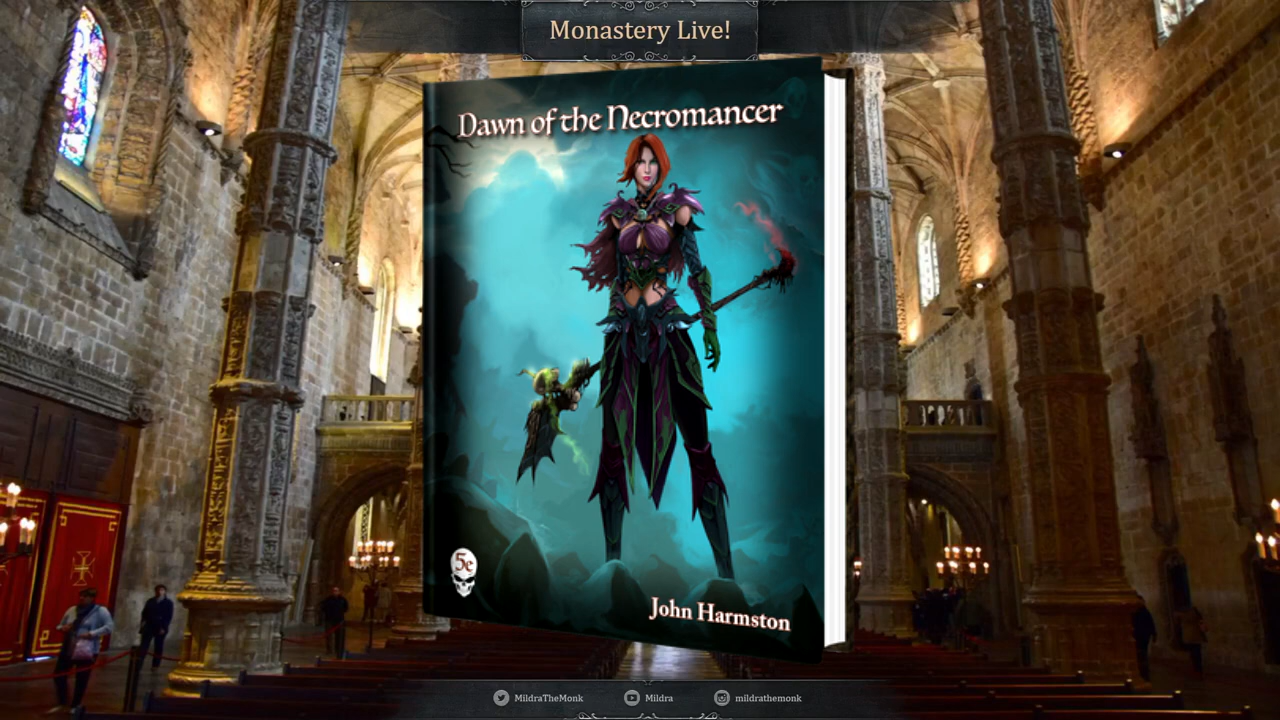 Monastery Live!
Dawn of the Necromancer
5e
John Harmston
MildraTheMonk
Mildra
mildrathemonk